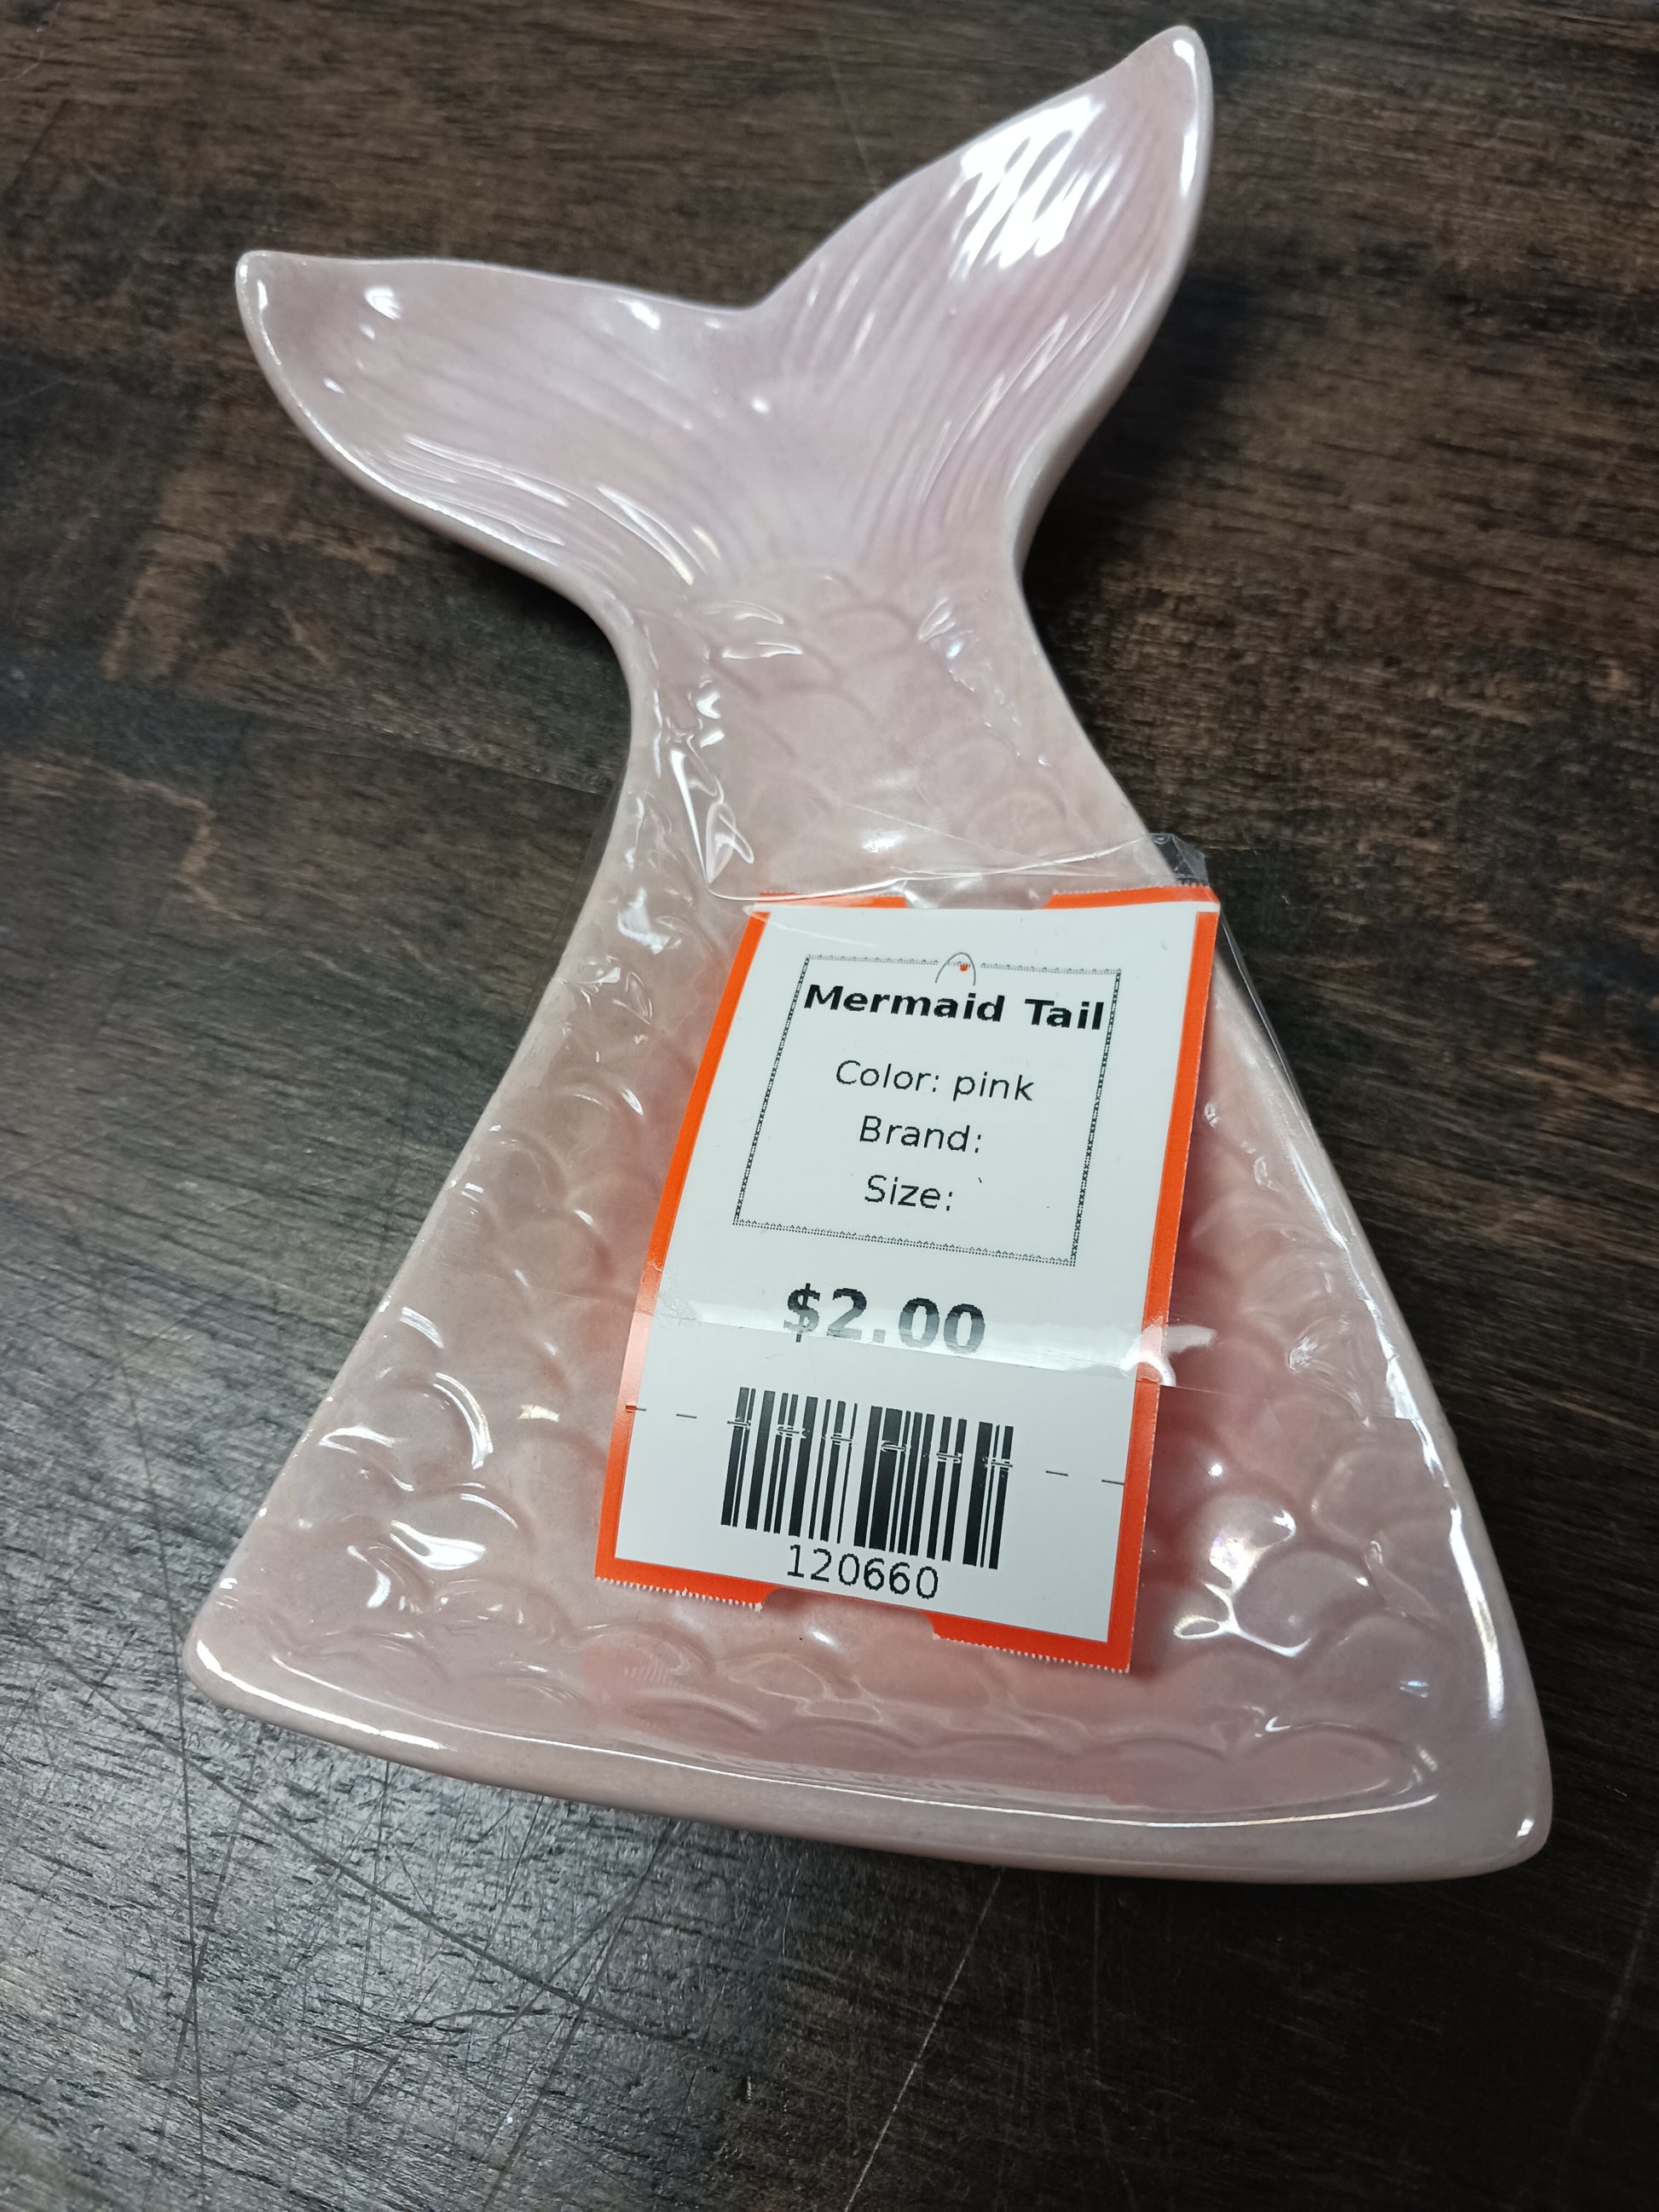 Mermaid Tail
Color: pink
Brand:
Size:
$2.00
120660